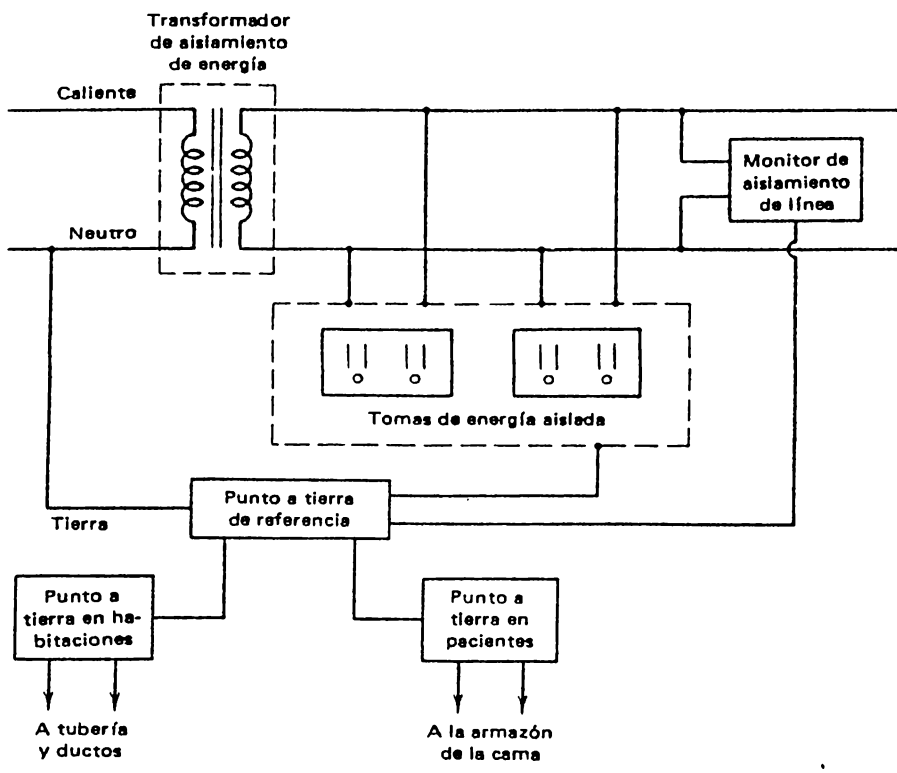 Transformador
de aislamiento
de energía
Caliente
Neutro
Monitor de
aislamiento
de línea
Tomas de energía aislada
Punto a tierra
de referencia
Tierra
Punto a
tierra en ha-
bitaciones
Punto a
tierra en
pacientes
A tubería
y ductos
A la armazón
de la cama